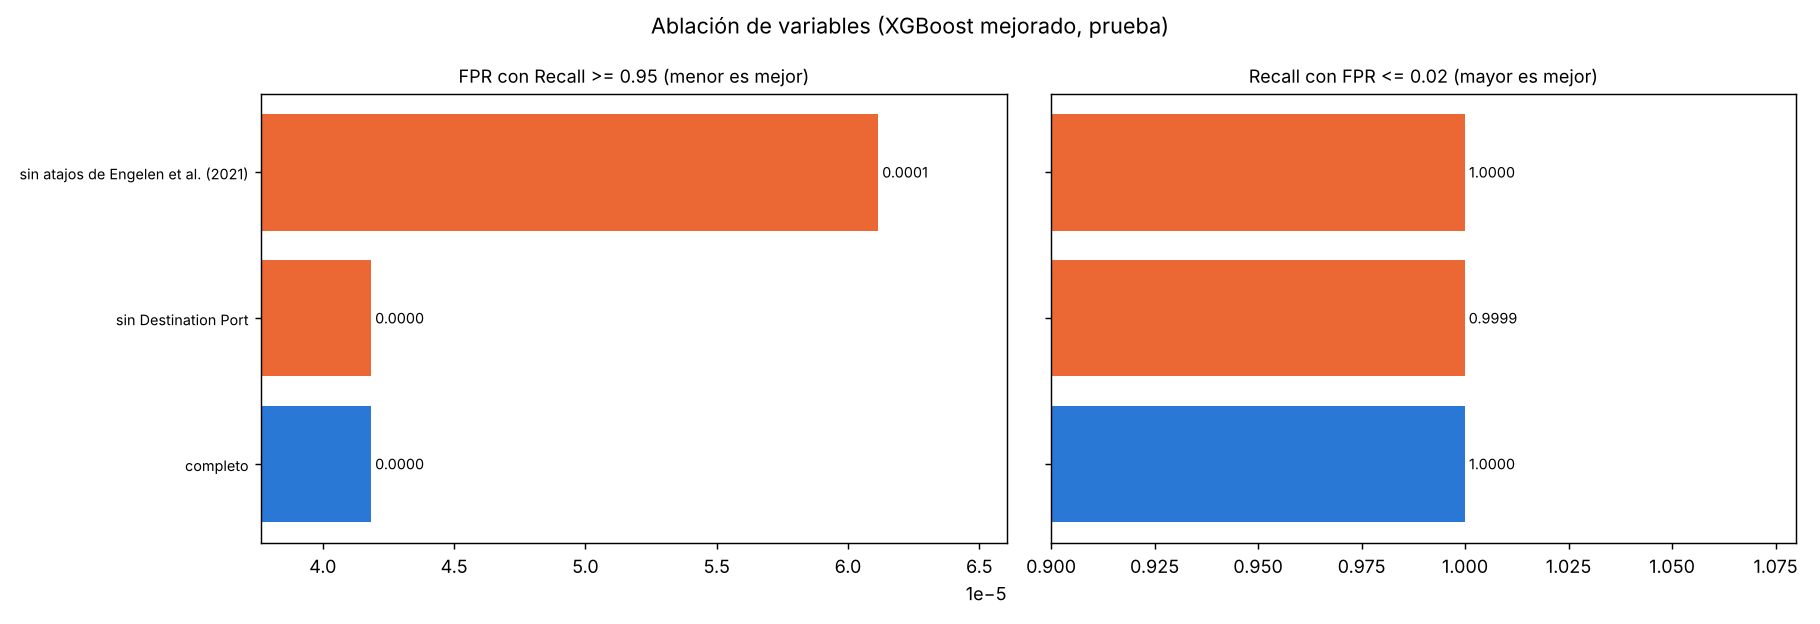 Ablación de variables (XGBoost mejorado, prueba)
FPR con Recall >= 0.95 (menor es mejor)
sin atajos de Engelen et al. (2021)
0.0001
sin Destination Port
0.0000
completo
0.0000
4.0 4.5 5.0 5.5 6.0 6.5
1e−5
Recall con FPR <= 0.02 (mayor es mejor)
1.0000
0.9999
1.0000
0.900 0.925 0.950 0.975 1.000 1.025 1.050 1.075